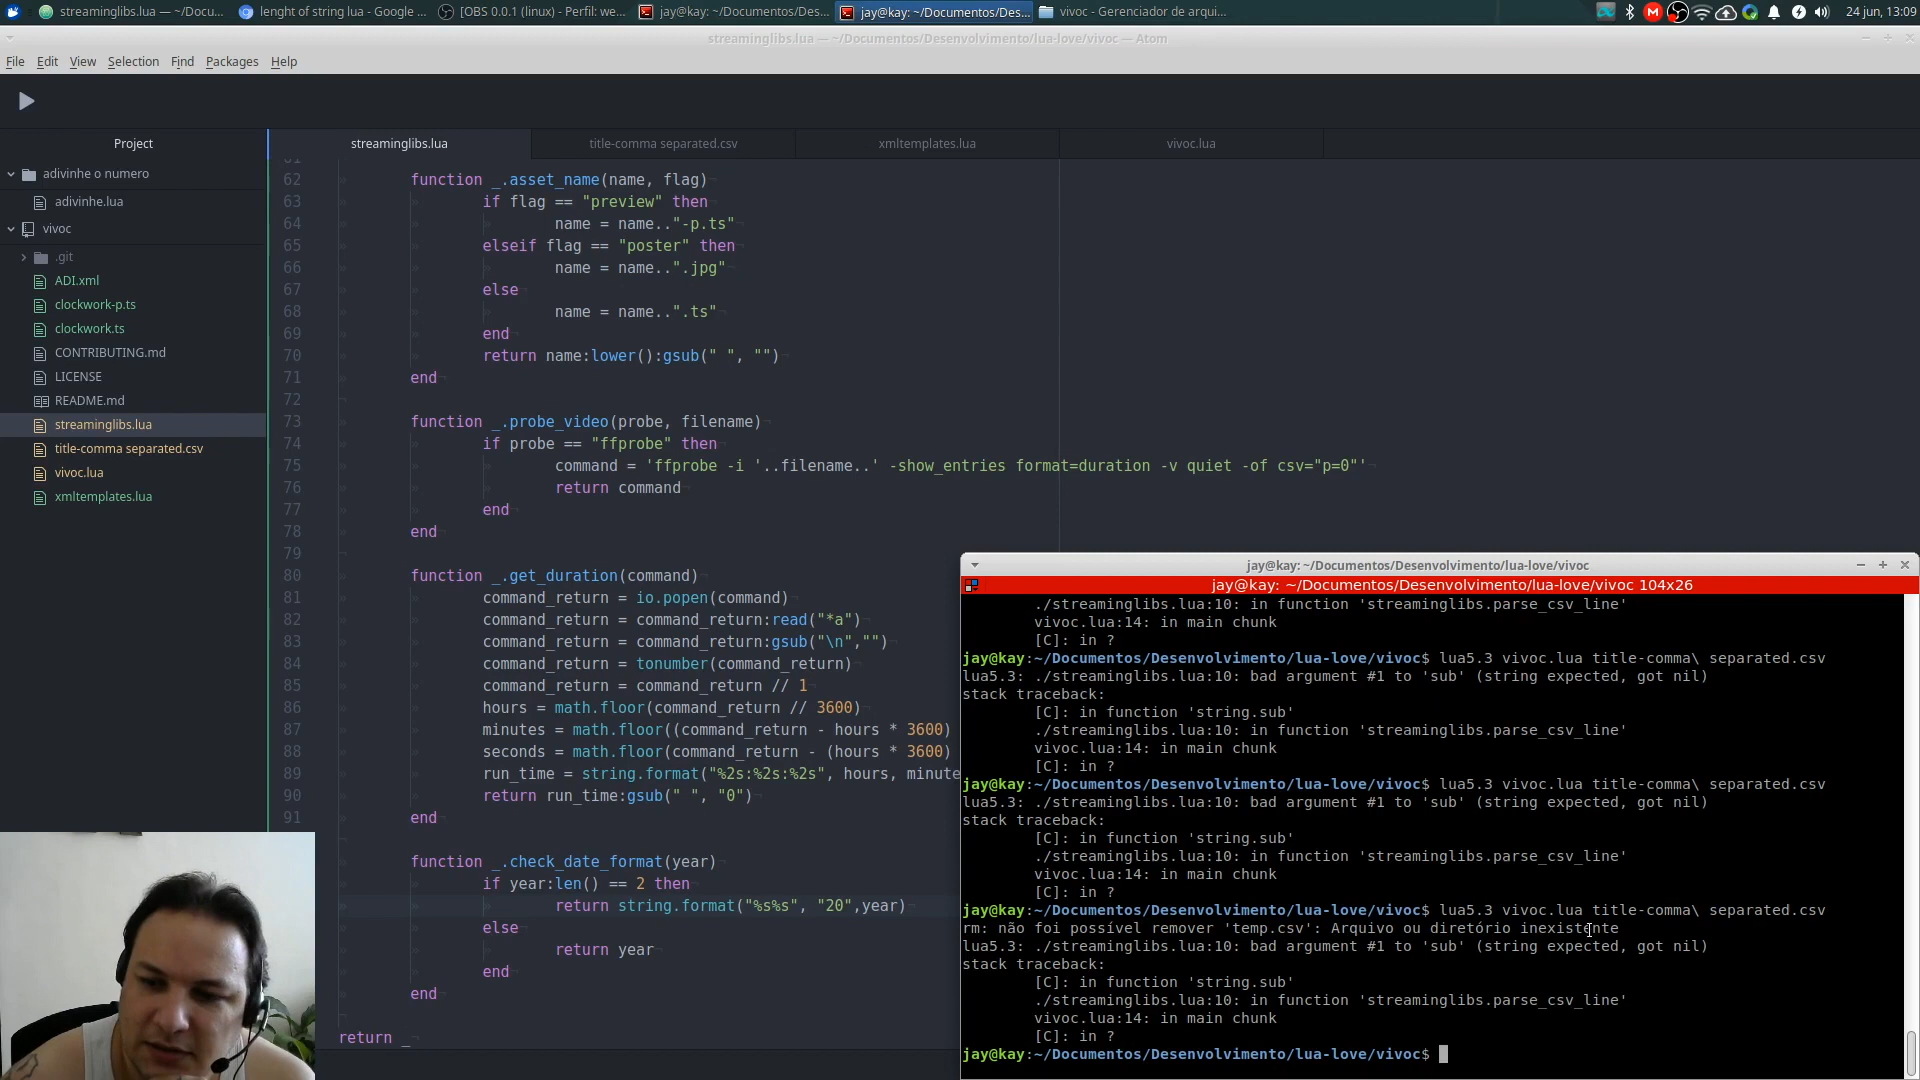 streaminglibs.lua — ~/Docu...
lenght of string lua - Google ...
[OBS 0.0.1 (linux) - Perfil: we...
jay@kay: ~/Documentos/Des...
jay@kay: ~/Documentos/Des...
vivoc - Gerenciador de arqui...
24 jun, 13:09
streaminglibs.lua — ~/Documentos/Desenvolvimento/lua-love/vivoc — Atom
File Edit View Selection Find Packages Help
Project
streaminglibs.lua
title-comma separated.csv
xmltemplates.lua
vivoc.lua
adivinhe o numero
adivinhe.lua
vivoc
.git
ADI.xml
clockwork-p.ts
clockwork.ts
CONTRIBUTING.md
LICENSE
README.md
streaminglibs.lua
title-comma separated.csv
vivoc.lua
xmltemplates.lua
61
62 function _.asset_name(name, flag)
63 if flag == "preview" then
64 name = name.."-p.ts"
65 elseif flag == "poster" then
66 name = name..".jpg"
67 else
68 name = name..".ts"
69 end
70 return name:lower():gsub(" ", "")
71 end
72
73 function _.probe_video(probe, filename)
74 if probe == "ffprobe" then
75 command = 'ffprobe -i '..filename..' -show_entries format=duration -v quiet -of csv="p=0"'
76 return command
77 end
78 end
79
80 function _.get_duration(command)
81 command_return = io.popen(command)
82 command_return = command_return:read("*a")
83 command_return = command_return:gsub("\n","")
84 command_return = tonumber(command_return)
85 command_return = command_return // 1
86 hours = math.floor(command_return // 3600)
87 minutes = math.floor((command_return - hours * 3600)
88 seconds = math.floor(command_return - (hours * 3600)
89 run_time = string.format("%2s:%2s:%2s", hours, minute
90 return run_time:gsub(" ", "0")
91 end
function _.check_date_format(year)
if year:len() == 2 then
return string.format("%s%s", "20",year)
else
return year
end
end
return _
jay@kay: ~/Documentos/Desenvolvimento/lua-love/vivoc
jay@kay: ~/Documentos/Desenvolvimento/lua-love/vivoc 104x26
./streaminglibs.lua:10: in function 'streaminglibs.parse_csv_line'
vivoc.lua:14: in main chunk
[C]: in ?
jay@kay:~/Documentos/Desenvolvimento/lua-love/vivoc$ lua5.3 vivoc.lua title-comma\ separated.csv
lua5.3: ./streaminglibs.lua:10: bad argument #1 to 'sub' (string expected, got nil)
stack traceback:
[C]: in function 'string.sub'
./streaminglibs.lua:10: in function 'streaminglibs.parse_csv_line'
vivoc.lua:14: in main chunk
[C]: in ?
jay@kay:~/Documentos/Desenvolvimento/lua-love/vivoc$ lua5.3 vivoc.lua title-comma\ separated.csv
lua5.3: ./streaminglibs.lua:10: bad argument #1 to 'sub' (string expected, got nil)
stack traceback:
[C]: in function 'string.sub'
./streaminglibs.lua:10: in function 'streaminglibs.parse_csv_line'
vivoc.lua:14: in main chunk
[C]: in ?
jay@kay:~/Documentos/Desenvolvimento/lua-love/vivoc$ lua5.3 vivoc.lua title-comma\ separated.csv
rm: não foi possível remover 'temp.csv': Arquivo ou diretório inexistente
lua5.3: ./streaminglibs.lua:10: bad argument #1 to 'sub' (string expected, got nil)
stack traceback:
[C]: in function 'string.sub'
./streaminglibs.lua:10: in function 'streaminglibs.parse_csv_line'
vivoc.lua:14: in main chunk
[C]: in ?
jay@kay:~/Documentos/Desenvolvimento/lua-love/vivoc$